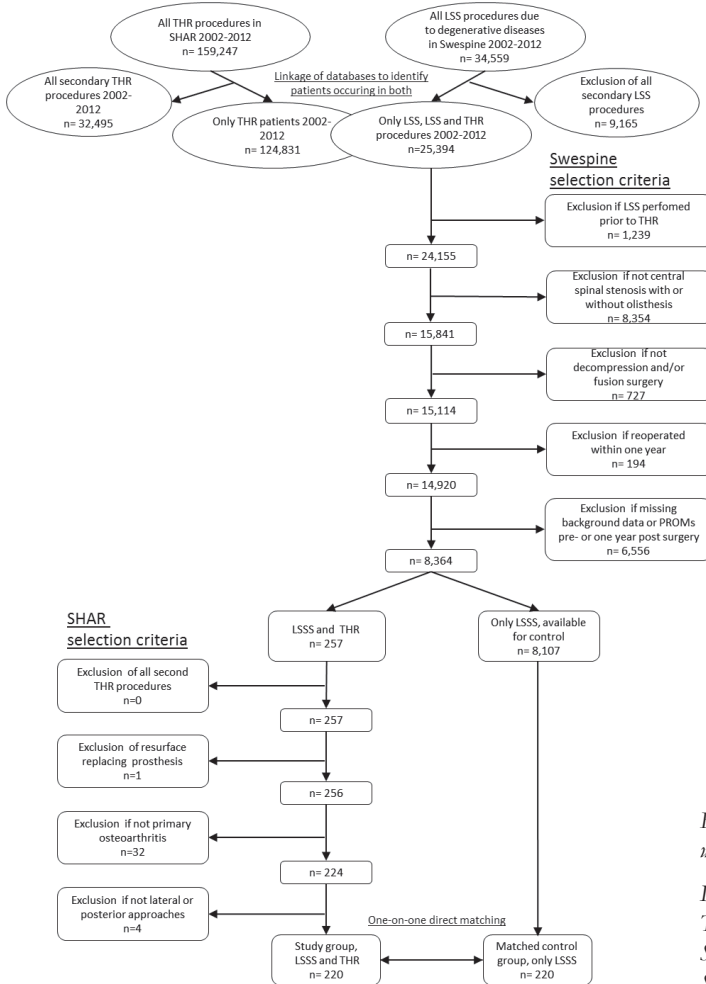 All THR procedures in
SHAR 2002-2012
n= 159,247
All LSS procedures due
to degenerative diseases
in Swespine 2002-2012
n= 34,559
All secondary THR
procedures 2002-
2012
n= 32,495
Linkage of databases to identify
patients occuring in both
Exclusion of all
secondary LSS
procedures
n= 9,165
Only THR patients 2002-
2012
n= 124,831
Only LSS, LSS and THR
procedures 2002-2012
n=25,394
Swespine
selection criteria
Exclusion if LSS perfomed
prior to THR
n= 1,239
n= 24,155
Exclusion if not central
spinal stenosis with or
without olisthesis
n= 8,354
n= 15,841
Exclusion if not
decompression and/or
fusion surgery
n= 727
n= 15,114
Exclusion if reoperated
within one year
n= 194
n= 14,920
Exclusion if missing
background data or PROMs
pre- or one year post surgery
n= 6,556
n= 8,364
SHAR
selection criteria
LSSS and THR
n= 257
Only LSSS, available
for control
n= 8,107
Exclusion of all second
THR procedures
n=0
n= 257
Exclusion of resurface
replacing prosthesis
n=1
n= 256
Exclusion if not primary
osteoarthritis
n=32
n= 224
Exclusion if not lateral or
posterior approaches
n=4
One-on-one direct matching
Study group,
LSSS and THR
n= 220
Matched control
group, only LSSS
n= 220